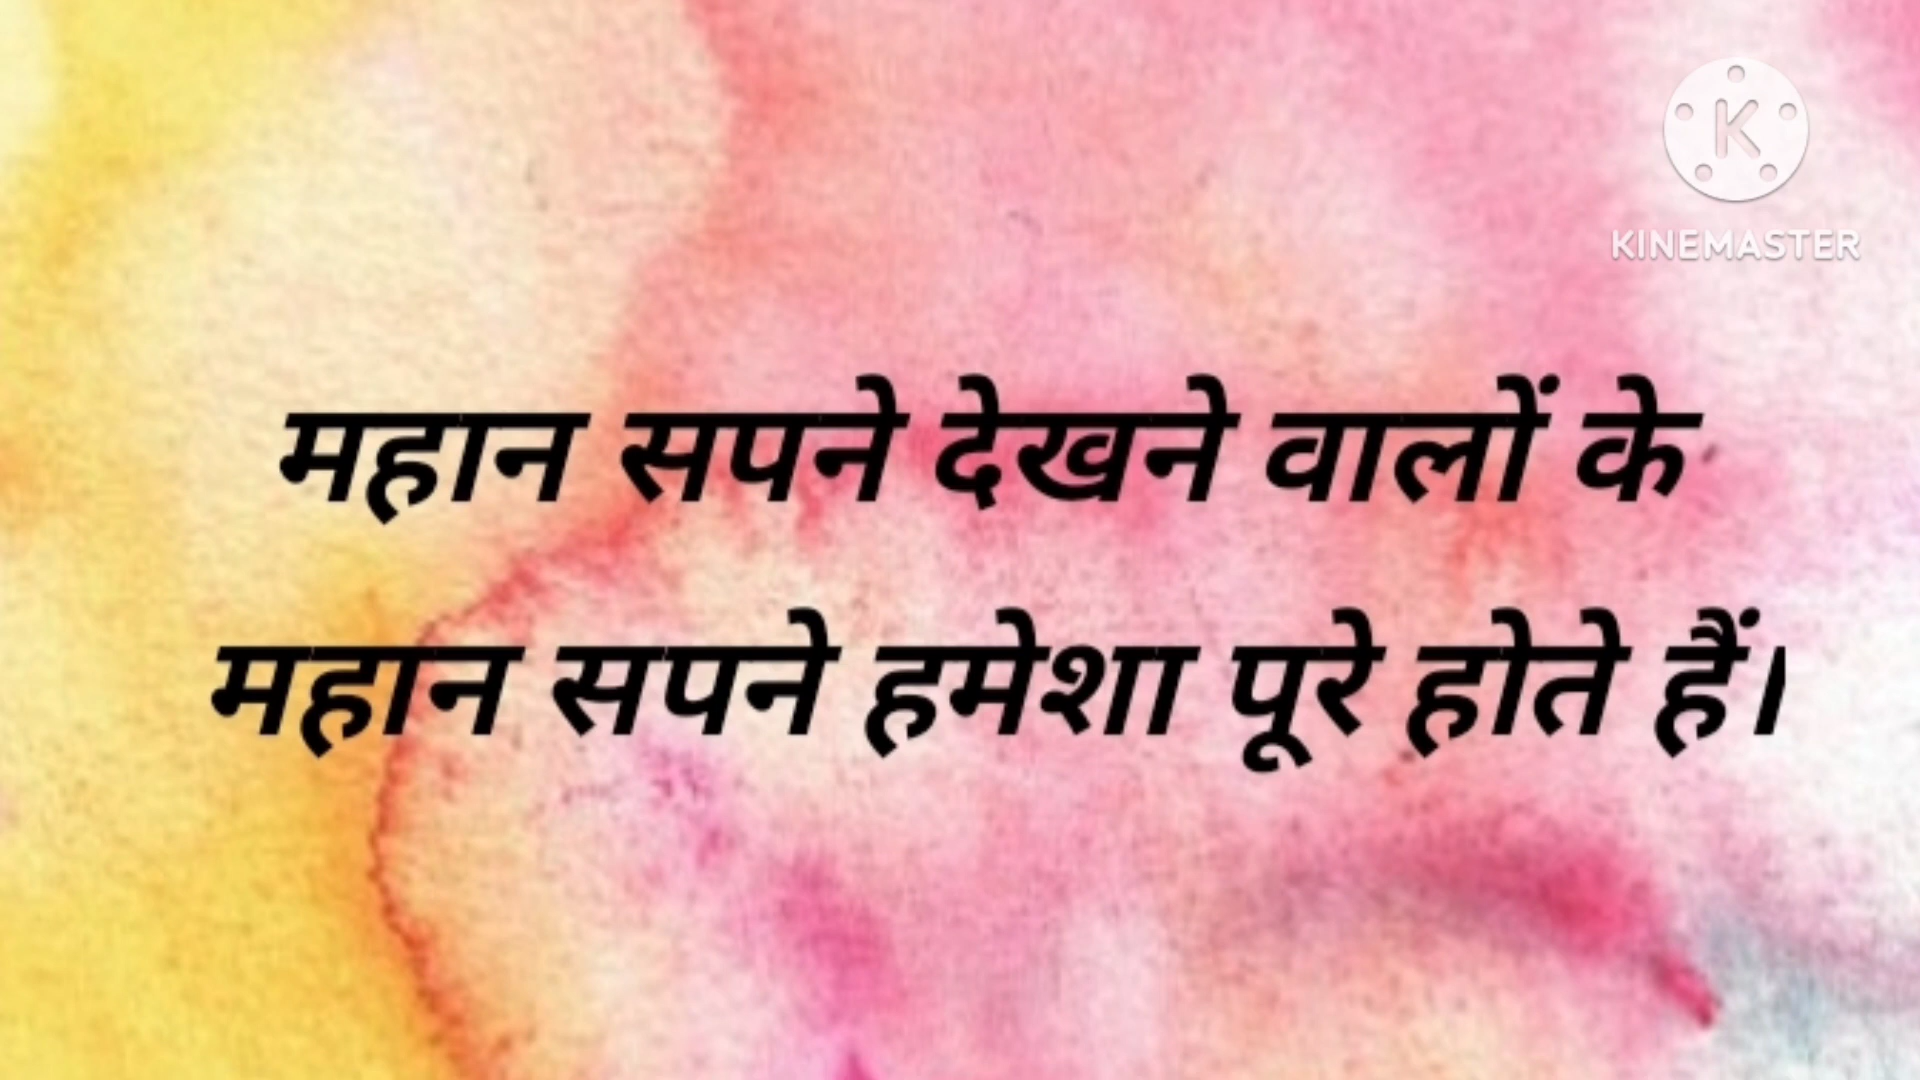 K
KINEMASTER
महान सपने देखने वालों के
महान सपने हमेशा पूरे होते हैं।